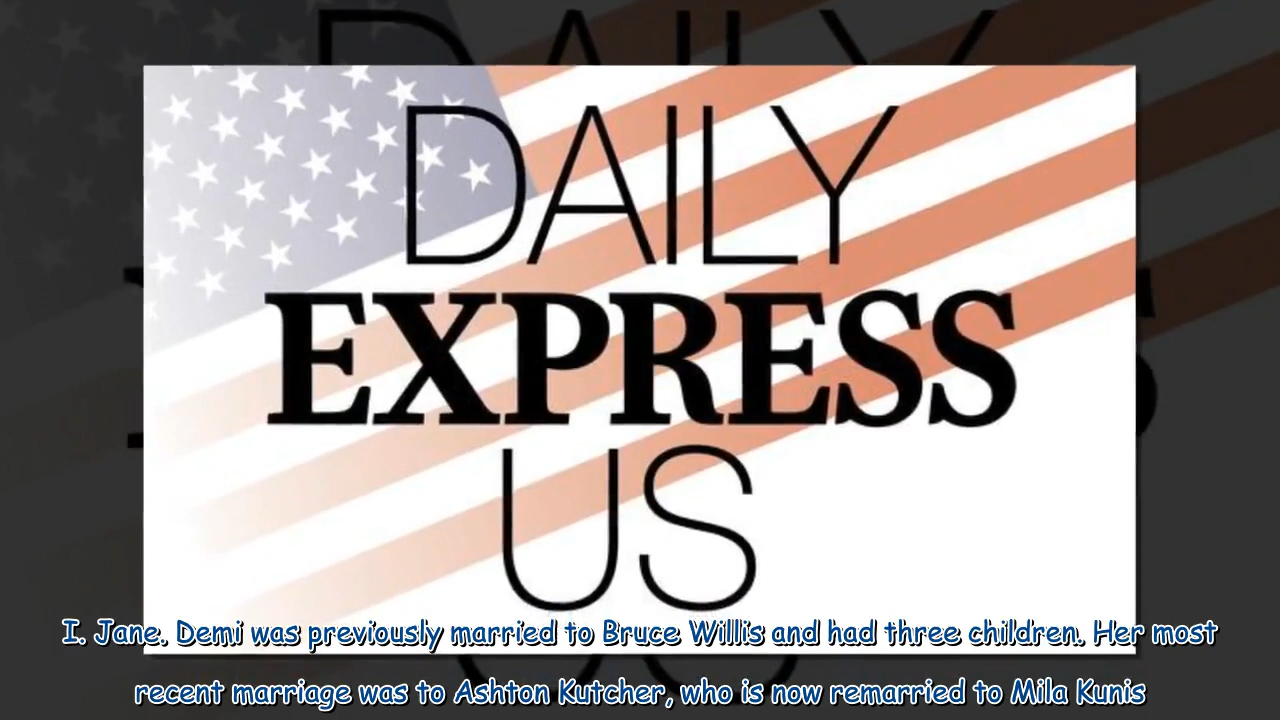 DAILY
EXPRESS
US
I. Jane. Demi was previously married to Bruce Willis and had three children. Her most
recent marriage was to Ashton Kutcher, who is now remarried to Mila Kunis